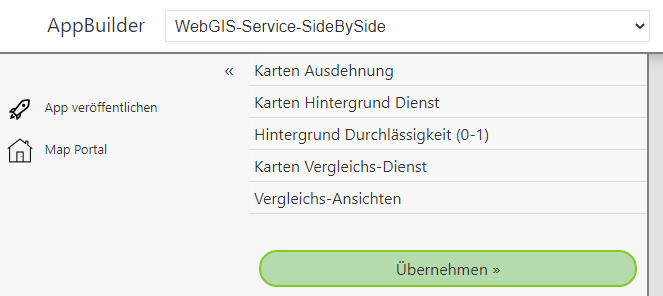 AppBuilder
WebGIS-Service-SideBySide
«
App veröffentlichen
Map Portal
Karten Ausdehnung
Karten Hintergrund Dienst
Hintergrund Durchlässigkeit (0-1)
Karten Vergleichs-Dienst
Vergleichs-Ansichten
Übernehmen »